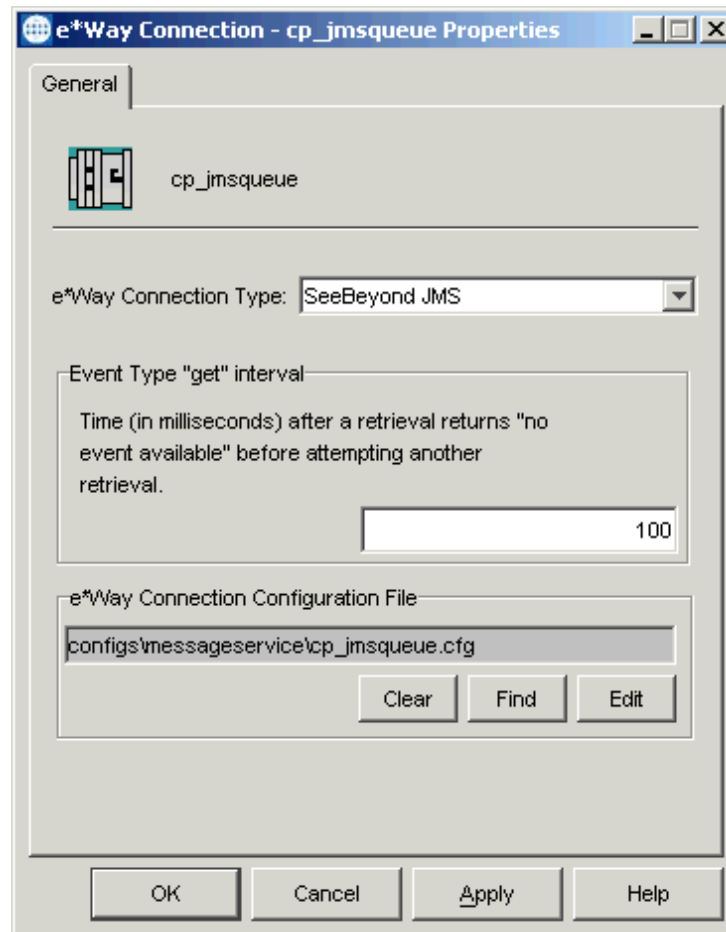 e*Way Connection - cp_jmsqueue Properties
General
cp_jmsqueue
e*Way Connection Type: SeeBeyond JMS
Event Type "get" interval
Time (in milliseconds) after a retrieval returns "no
event available" before attempting another
retrieval.
100
e*Way Connection Configuration File
configs\messageservice\cp_jmsqueue.cfg
Clear Find Edit
OK Cancel Apply Help